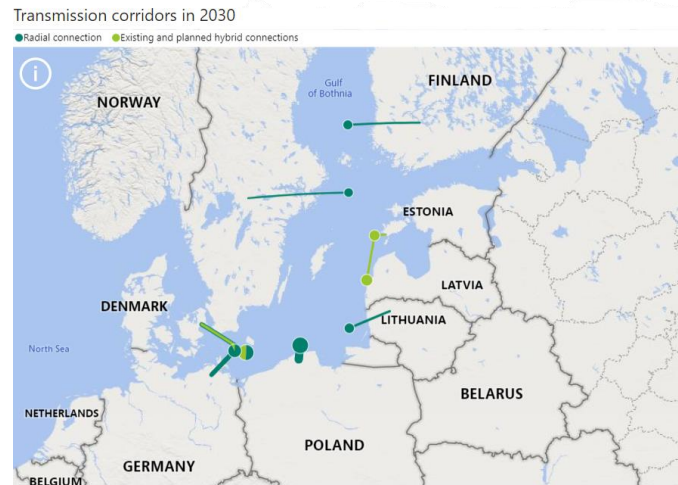 Transmission corridors in 2030
Radial connection Existing and planned hybrid connections
i
Gulf
of Bothnia
FINLAND
NORWAY
ESTONIA
LATVIA
DENMARK
LITHUANIA
North Sea
BELARUS
NETHERLANDS
POLAND
GERMANY
BELGIUM